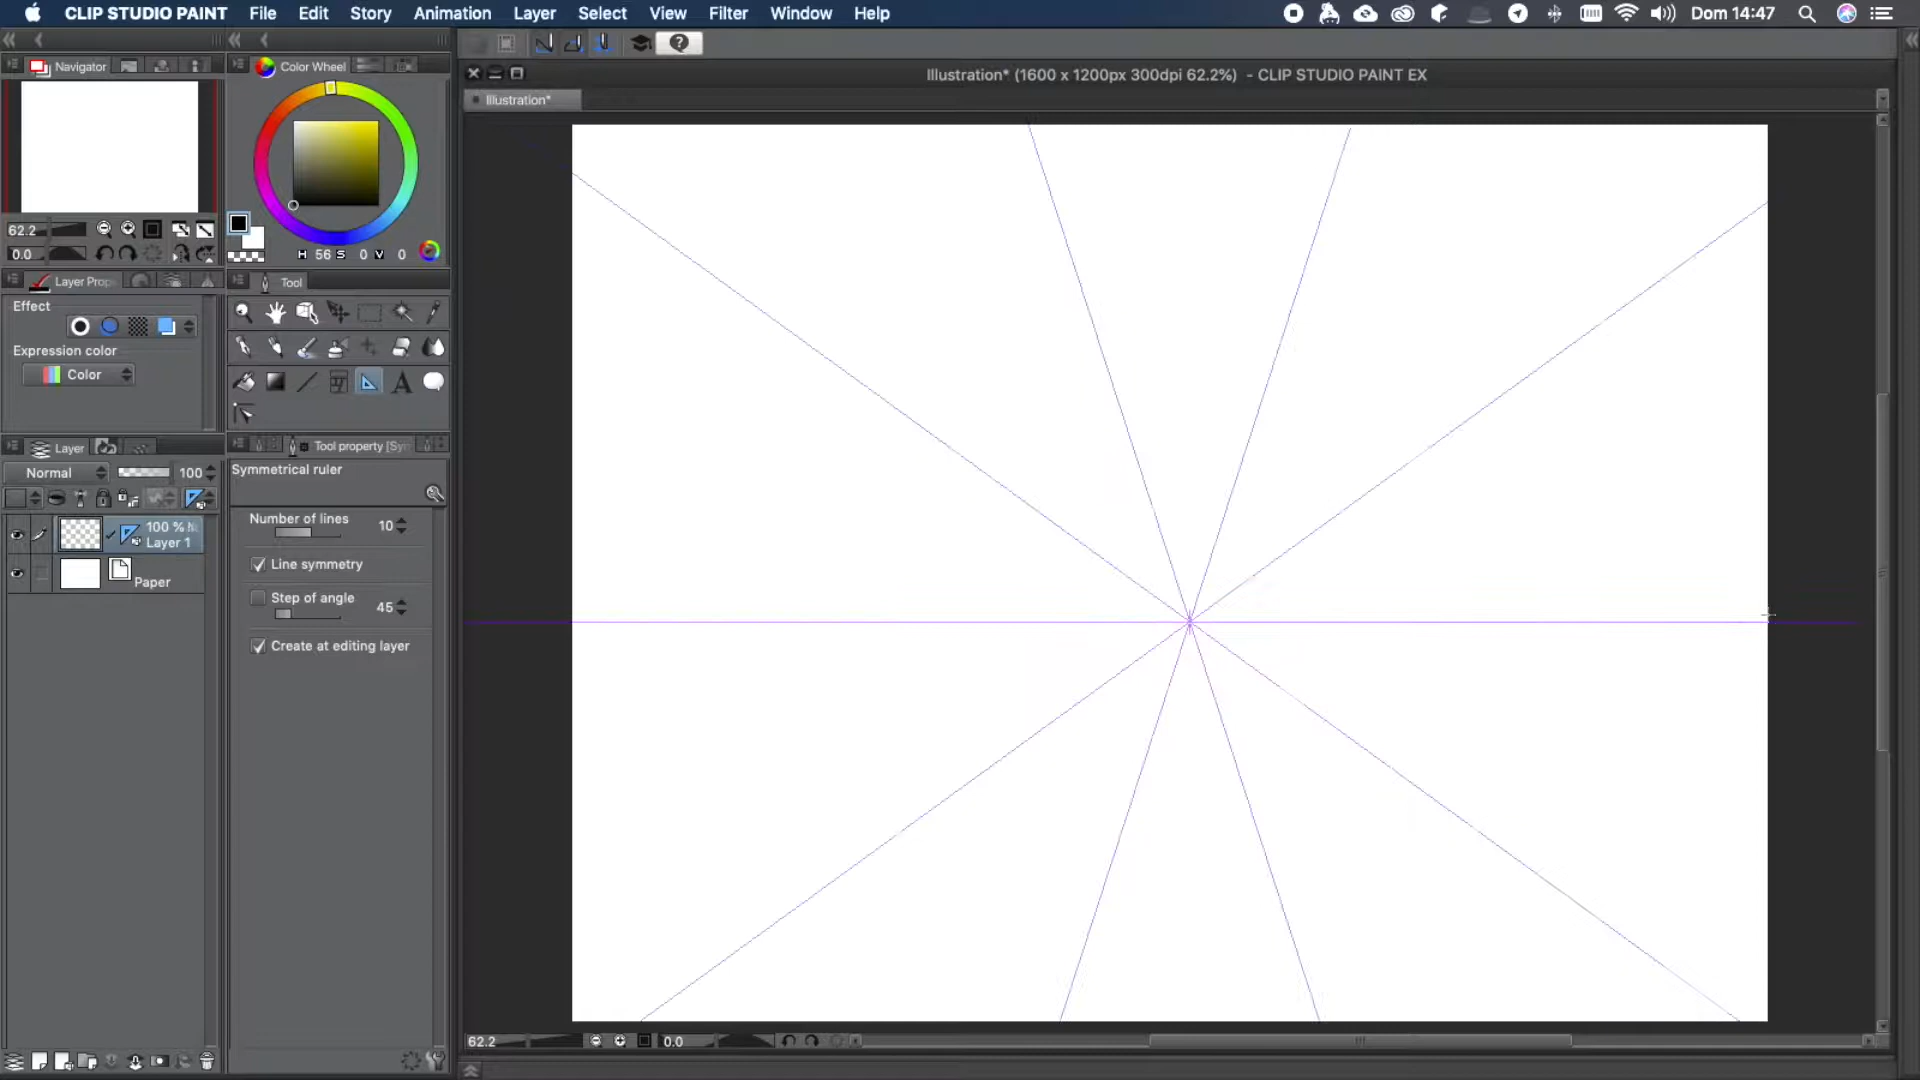 CLIP STUDIO PAINT File Edit Story Animation Layer Select View Filter Window Help Dom 14:47
Illustration* (1600 x 1200px 300dpi 62.2%) - CLIP STUDIO PAINT EX
Illustration*
Navigator
Color Wheel
62.2
0.0
H 56 S 0 V 0
Layer Prop
Tool
Effect
Expression color
Color
Layer
Tool property [Sy
Normal 100
Symmetrical ruler
Number of lines 10
Line symmetry
Step of angle 45
Create at editing layer
100 %
Layer 1
Paper
62.2 0.0